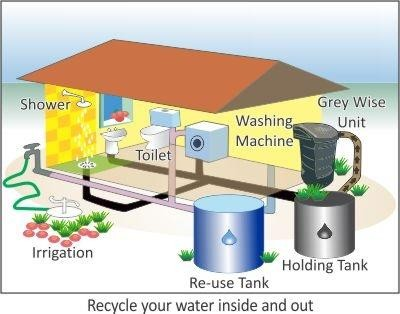 Shower
Toilet
Washing
Machine
Grey Wise
Unit
Irrigation
Re-use Tank
Holding Tank
Recycle your water inside and out